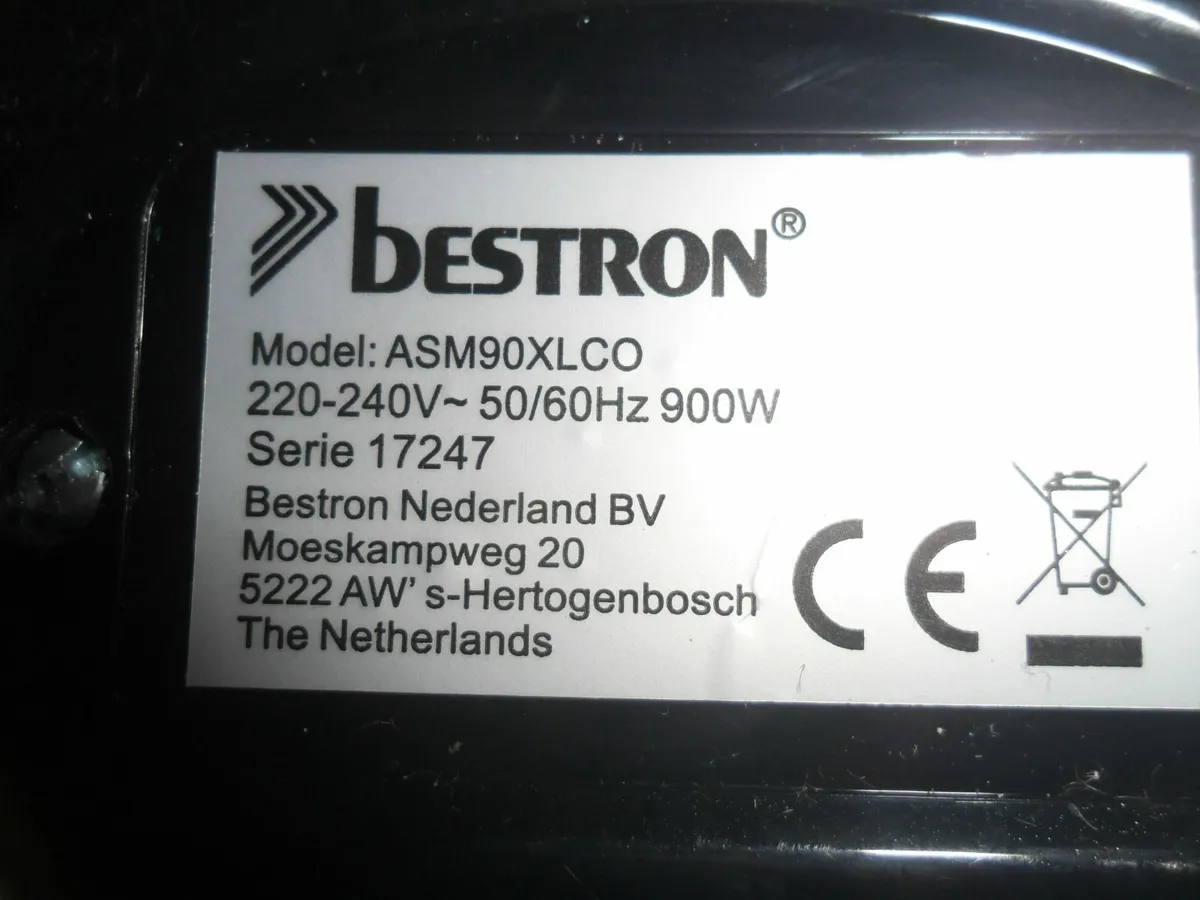 bESTRON®
Model: ASM90XLCO
220-240V~ 50/60Hz 900W
Serie 17247
Bestron Nederland BV
Moeskampweg 20
5222 AW' s-Hertogenbosch
The Netherlands
CE